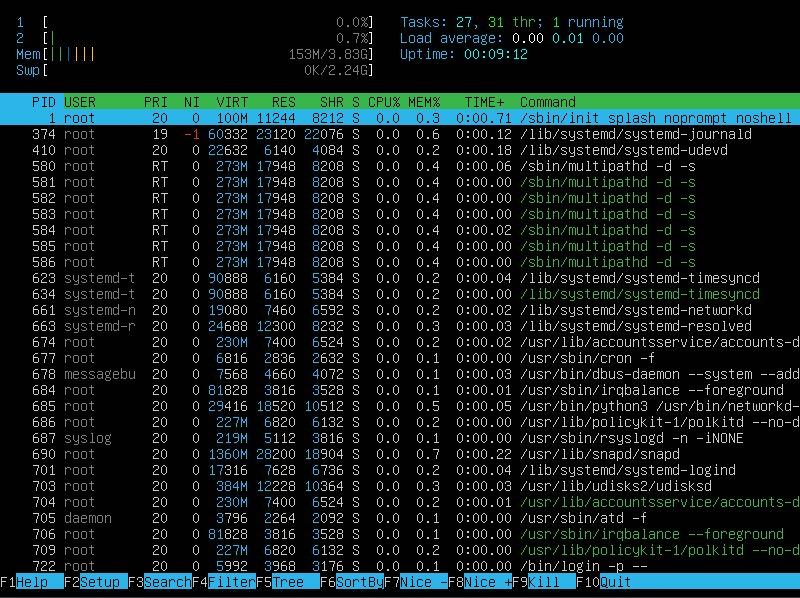 1 [ 0.0%] Tasks: 27, 31 thr; 1 running
2 [| 0.7%] Load average: 0.00 0.01 0.00
Mem[|||||| 153M/3.83G] Uptime: 00:09:12
Swp[ 0K/2.24G]
PID USER PRI NI VIRT RES SHR S CPU% MEM% TIME+ Command
1 root 20 0 100M 11244 8212 S 0.0 0.3 0:00.71 /sbin/init splash noprompt noshell
374 root 19 -1 60332 23120 22076 S 0.0 0.6 0:00.12 /lib/systemd/systemd-journald
410 root 20 0 22632 6140 4084 S 0.0 0.2 0:00.18 /lib/systemd/systemd-udevd
580 root RT 0 273M 17948 8208 S 0.0 0.4 0:00.06 /sbin/multipathd -d -s
581 root RT 0 273M 17948 8208 S 0.0 0.4 0:00.00 /sbin/multipathd -d -s
582 root RT 0 273M 17948 8208 S 0.0 0.4 0:00.00 /sbin/multipathd -d -s
583 root RT 0 273M 17948 8208 S 0.0 0.4 0:00.00 /sbin/multipathd -d -s
584 root RT 0 273M 17948 8208 S 0.0 0.4 0:00.02 /sbin/multipathd -d -s
585 root RT 0 273M 17948 8208 S 0.0 0.4 0:00.00 /sbin/multipathd -d -s
586 root RT 0 273M 17948 8208 S 0.0 0.4 0:00.00 /sbin/multipathd -d -s
623 systemd-t 20 0 90888 6160 5384 S 0.0 0.2 0:00.04 /lib/systemd/systemd-timesyncd
634 systemd-t 20 0 90888 6160 5384 S 0.0 0.2 0:00.00 /lib/systemd/systemd-timesyncd
661 systemd-n 20 0 19080 7460 6592 S 0.0 0.2 0:00.02 /lib/systemd/systemd-networkd
663 systemd-r 20 0 24688 12300 8232 S 0.0 0.3 0:00.03 /lib/systemd/systemd-resolved
674 root 20 0 230M 7400 6524 S 0.0 0.2 0:00.02 /usr/lib/accountsservice/accounts-d
677 root 20 0 6816 2836 2632 S 0.0 0.1 0:00.00 /usr/sbin/cron -f
678 messagebu 20 0 7568 4660 4072 S 0.0 0.1 0:00.03 /usr/bin/dbus-daemon --system --add
684 root 20 0 81828 3816 3528 S 0.0 0.1 0:00.01 /usr/sbin/irqbalance --foreground
685 root 20 0 29416 18520 10512 S 0.0 0.5 0:00.05 /usr/bin/python3 /usr/bin/networkd-
686 root 20 0 227M 6820 6132 S 0.0 0.2 0:00.00 /usr/lib/policykit-1/polkitd --no-d
687 syslog 20 0 219M 5112 3816 S 0.0 0.1 0:00.00 /usr/sbin/rsyslogd -n -iNONE
690 root 20 0 1360M 28200 18904 S 0.0 0.7 0:00.22 /usr/lib/snapd/snapd
701 root 20 0 17316 7628 6736 S 0.0 0.2 0:00.04 /lib/systemd/systemd-logind
703 root 20 0 384M 12228 10364 S 0.0 0.3 0:00.03 /usr/lib/udisks2/udisksd
704 root 20 0 230M 7400 6524 S 0.0 0.2 0:00.01 /usr/lib/accountsservice/accounts-d
705 daemon 20 0 3796 2264 2092 S 0.0 0.1 0:00.00 /usr/sbin/atd -f
706 root 20 0 81828 3816 3528 S 0.0 0.1 0:00.00 /usr/sbin/irqbalance --foreground
709 root 20 0 227M 6820 6132 S 0.0 0.2 0:00.00 /usr/lib/policykit-1/polkitd --no-d
722 root 20 0 5992 3968 3176 S 0.0 0.1 0:00.00 /bin/login -p --
F1Help F2Setup F3SearchF4FilterF5Tree F6SortByF7Nice -F8Nice +F9Kill F10Quit